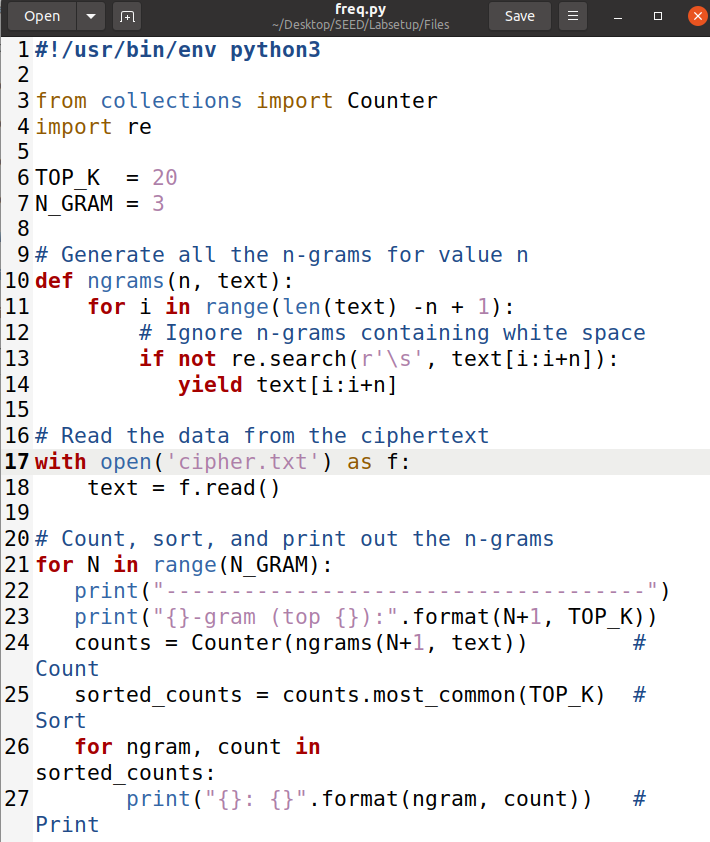 Open
freq.py
~/Desktop/SEED/Labsetup/Files
Save
1 #!/usr/bin/env python3
2
3 from collections import Counter
4 import re
5
6 TOP_K  = 20
7 N_GRAM = 3
8
9 # Generate all the n-grams for value n
10 def ngrams(n, text):
11     for i in range(len(text) -n + 1):
12         # Ignore n-grams containing white space
13         if not re.search(r'\s', text[i:i+n]):
14            yield text[i:i+n]
15
16 # Read the data from the ciphertext
17 with open('cipher.txt') as f:
18     text = f.read()
19
20 # Count, sort, and print out the n-grams
21 for N in range(N_GRAM):
22    print("-------------------------------------")
23    print("{}-gram (top {}):".format(N+1, TOP_K))
24    counts = Counter(ngrams(N+1, text))        #
Count
25    sorted_counts = counts.most_common(TOP_K)  #
Sort
26    for ngram, count in
sorted_counts:
27        print("{}: {}".format(ngram, count))   #
Print